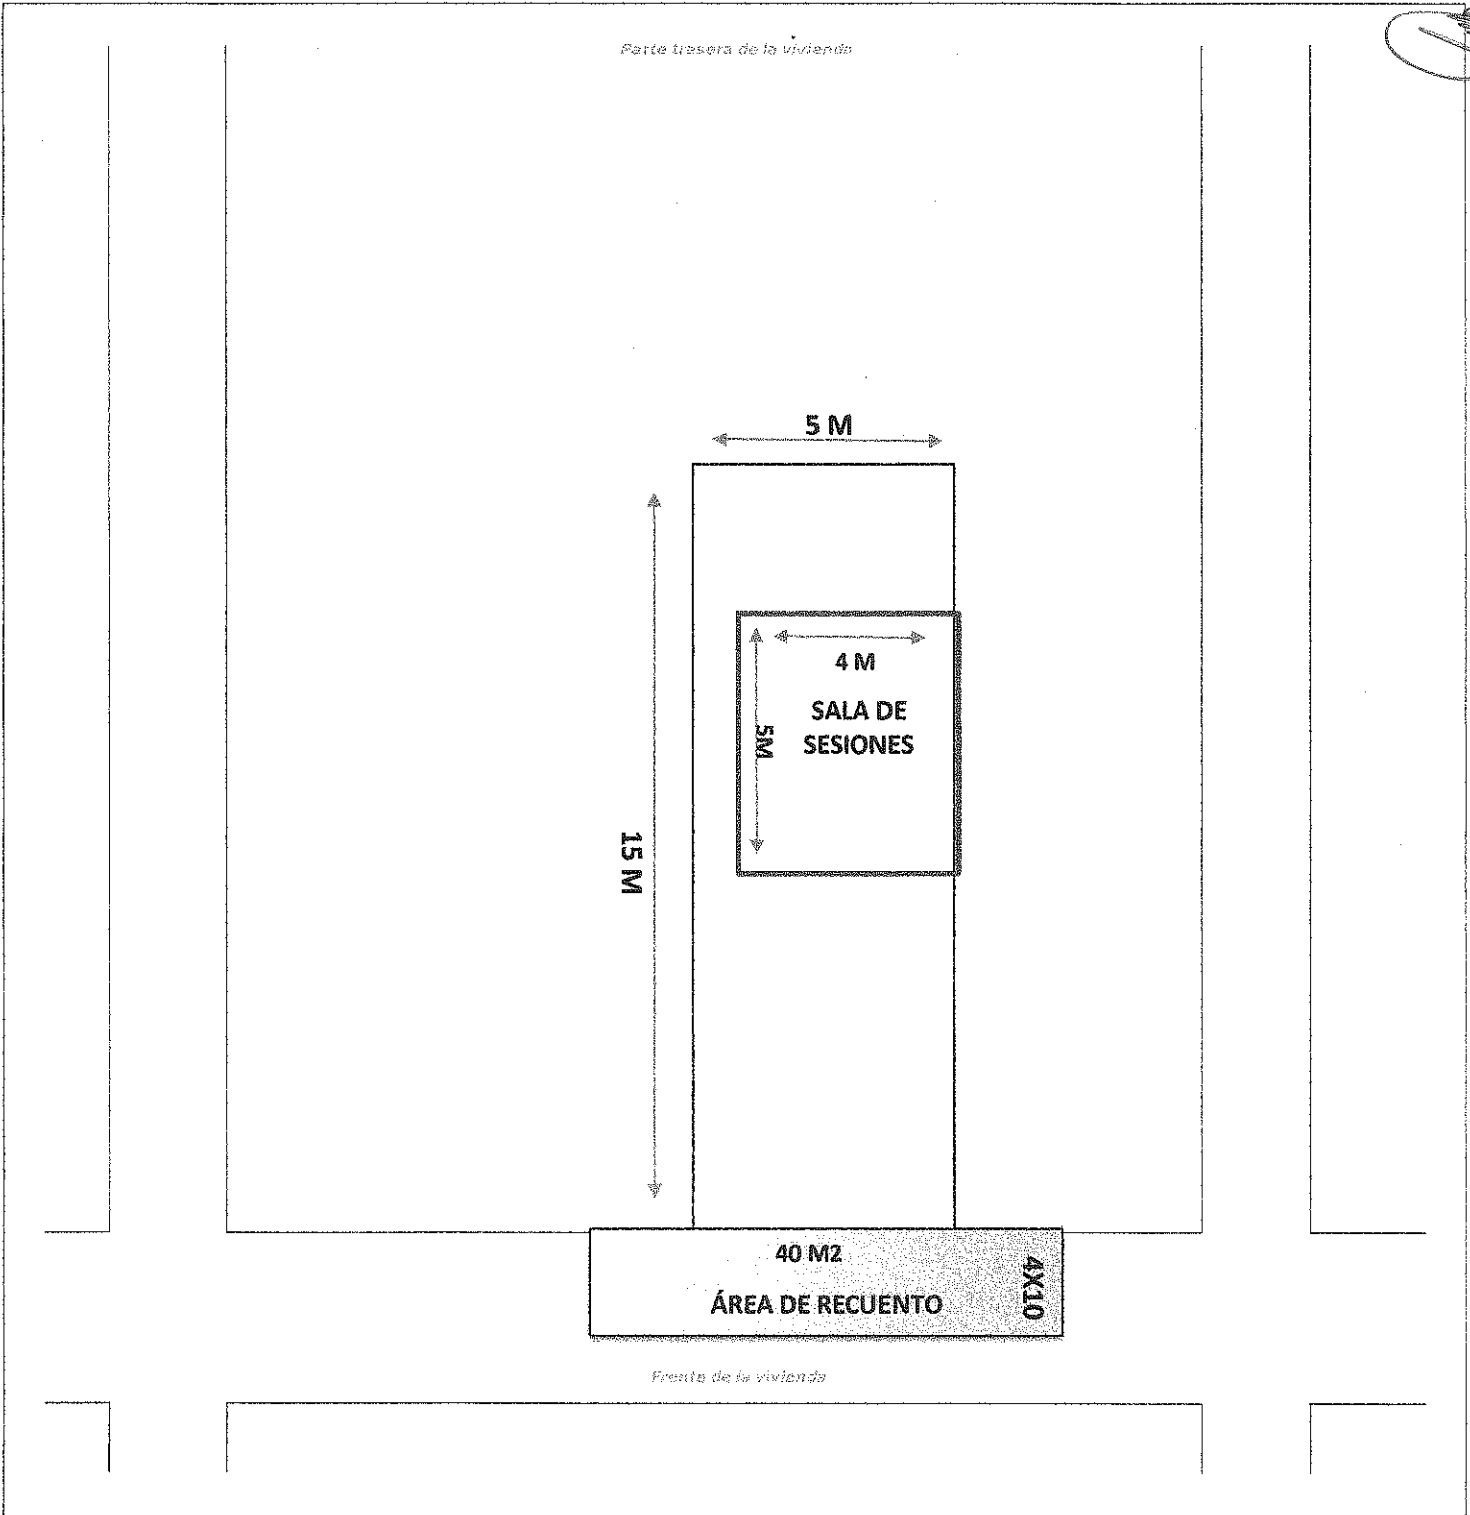 Parte trasera de la vivienda
5 M
4 M
SALA DE
SESIONES
5M
15 M
40 M2
4X10
ÁREA DE RECUENTO
Frente de la vivienda